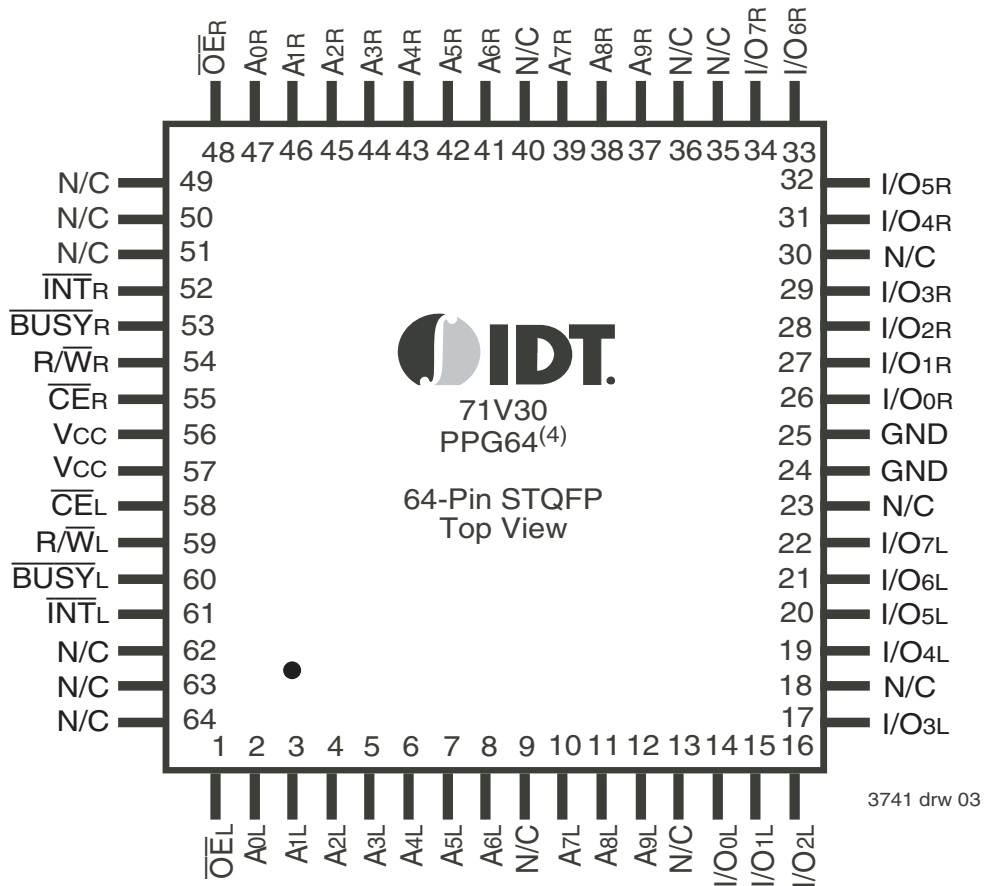 OER A0R A1R A2R A3R A4R A5R A6R N/C A7R A8R A9R N/C N/C I/O7R I/O6R
48 47 46 45 44 43 42 41 40 39 38 37 36 35 34 33
N/C 49 32 I/O5R
N/C 50 31 I/O4R
N/C 51 30 N/C
INTR 52 29 I/O3R
BUSYR 53 28 I/O2R
R/WR 54 27 I/O1R
CER 55 26 I/O0R
VCC 56 25 GND
VCC 57 24 GND
CEL 58 23 N/C
R/WL 59 22 I/O7L
BUSYL 60 21 I/O6L
INTL 61 20 I/O5L
N/C 62 19 I/O4L
N/C 63 18 N/C
N/C 64 17 I/O3L
IDT.
71V30
PPG64(4)
64-Pin STQFP
Top View
1 2 3 4 5 6 7 8 9 10 11 12 13 14 15 16
OEL A0L A1L A2L A3L A4L A5L A6L N/C A7L A8L A9L N/C I/O0L I/O1L I/O2L
3741 drw 03